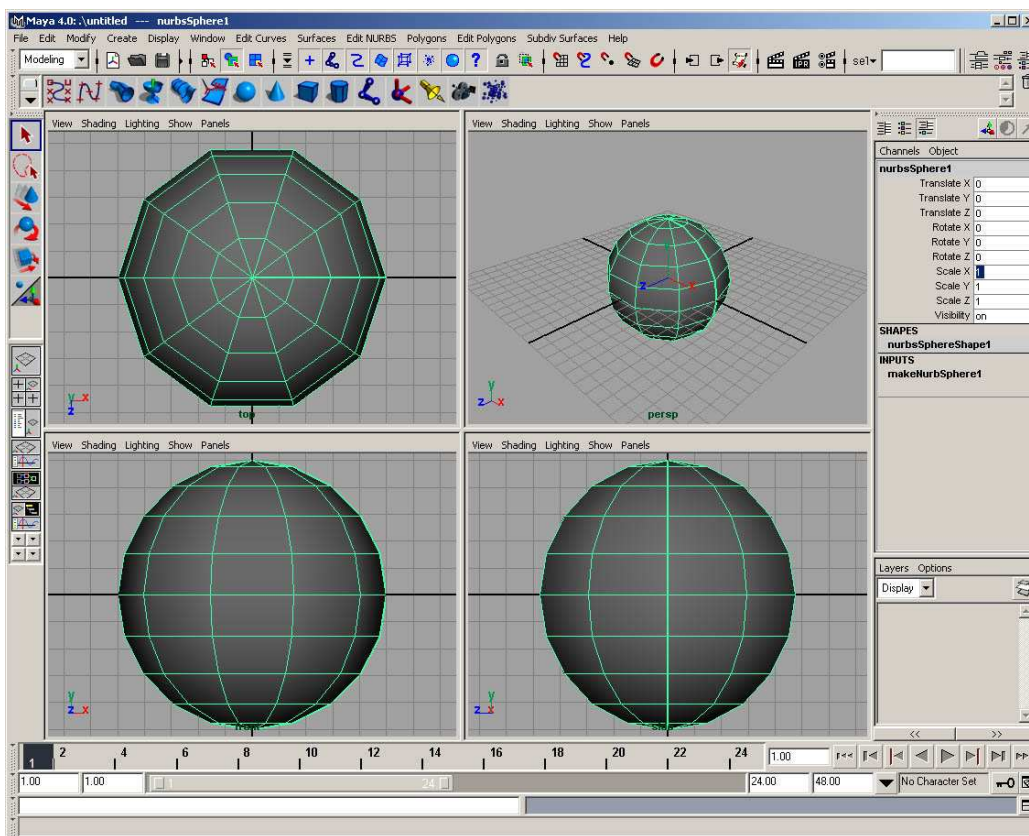 Maya 4.0: .\untitled --- nurbsSphere1
File Edit Modify Create Display Window Edit Curves Surfaces Edit NURBS Polygons Edit Polygons Subdiv Surfaces Help
Modeling sel
View Shading Lighting Show Panels
top
y x
z
View Shading Lighting Show Panels
y
z x
z x
persp
View Shading Lighting Show Panels
y
z x
front
View Shading Lighting Show Panels
y
z x
side
Channels Object
nurbsSphere1
Translate X 0
Translate Y 0
Translate Z 0
Rotate X 0
Rotate Y 0
Rotate Z 0
Scale X 1
Scale Y 1
Scale Z 1
Visibility on
SHAPES
nurbsSphereShape1
INPUTS
makeNurbSphere1
Layers Options
Display
<< >>
1 2 4 6 8 10 12 14 16 18 20 22 24 1.00
1.00 1.00 1 24 24.00 48.00 No Character Set